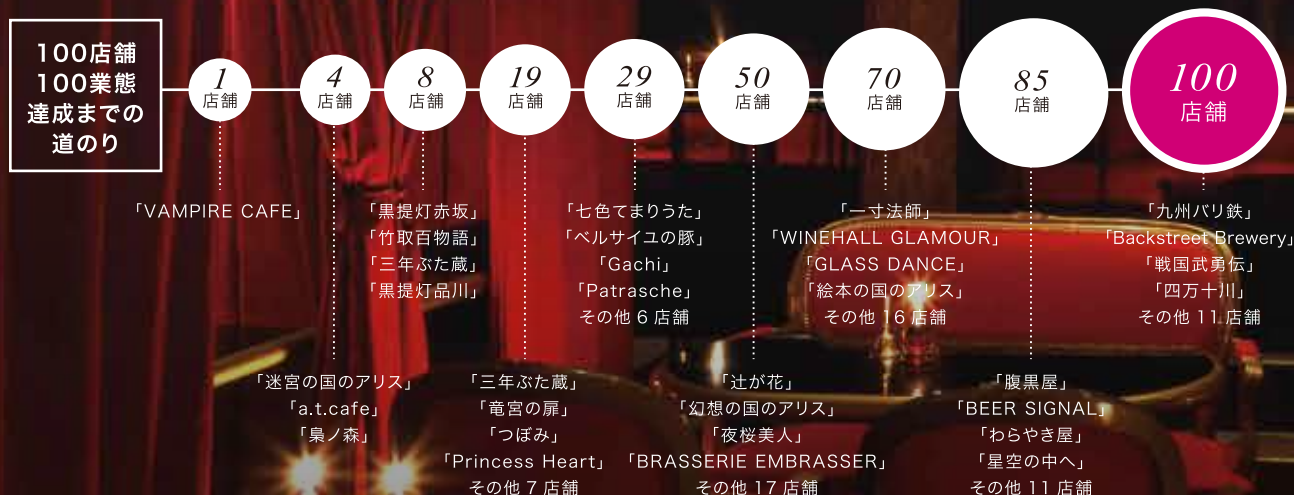 100店舗
100業態
達成までの
道のり
1
店舗
「VAMPIRE CAFE」
4
店舗
「迷宮の国のアリス」
「a.t.cafe」
「梟ノ森」
8
店舗
「黒提灯赤坂」
「竹取百物語」
「三年ぶた蔵」
「黒提灯品川」
19
店舗
「三年ぶた蔵」
「竜宮の扉」
「つぼみ」
「Princess Heart」
その他 7 店舗
29
店舗
「七色てまりうた」
「ベルサイユの豚」
「Gachi」
「Patrasche」
その他 6 店舗
50
店舗
「辻が花」
「幻想の国のアリス」
「夜桜美人」
「BRASSERIE EMBRASSER」
その他 17 店舗
70
店舗
「一寸法師」
「WINEHALL GLAMOUR」
「GLASS DANCE」
「絵本の国のアリス」
その他 16 店舗
85
店舗
「腹黒屋」
「BEER SIGNAL」
「わらやき屋」
「星空の中へ」
その他 11 店舗
100
店舗
「九州バリ鉄」
「Backstreet Brewery」
「戦国武勇伝」
「四万十川」
その他 11 店舗